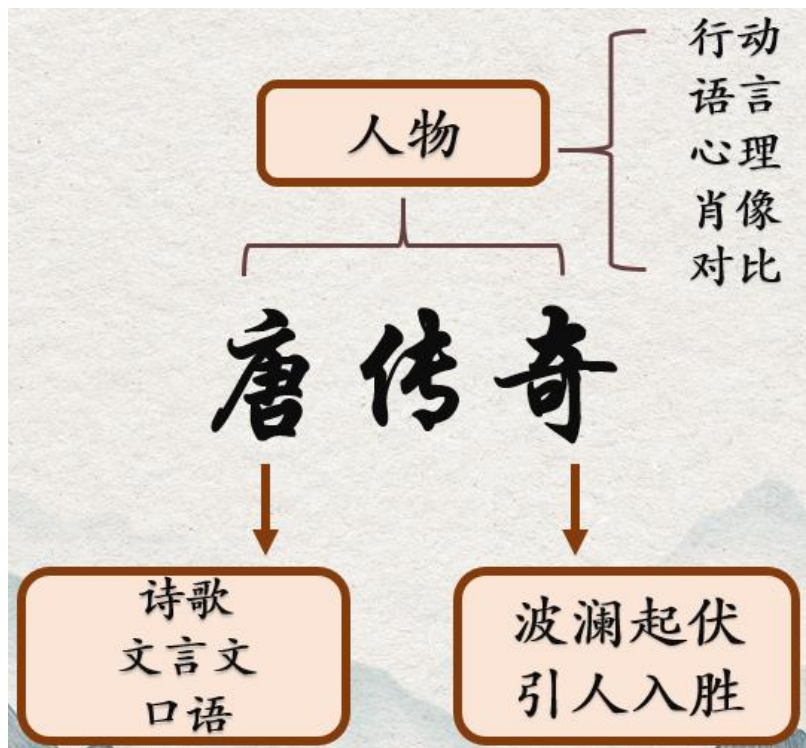 人物
行动
语言
心理
肖像
对比
唐传奇
诗歌
文言文
口语
波澜起伏
引人入胜